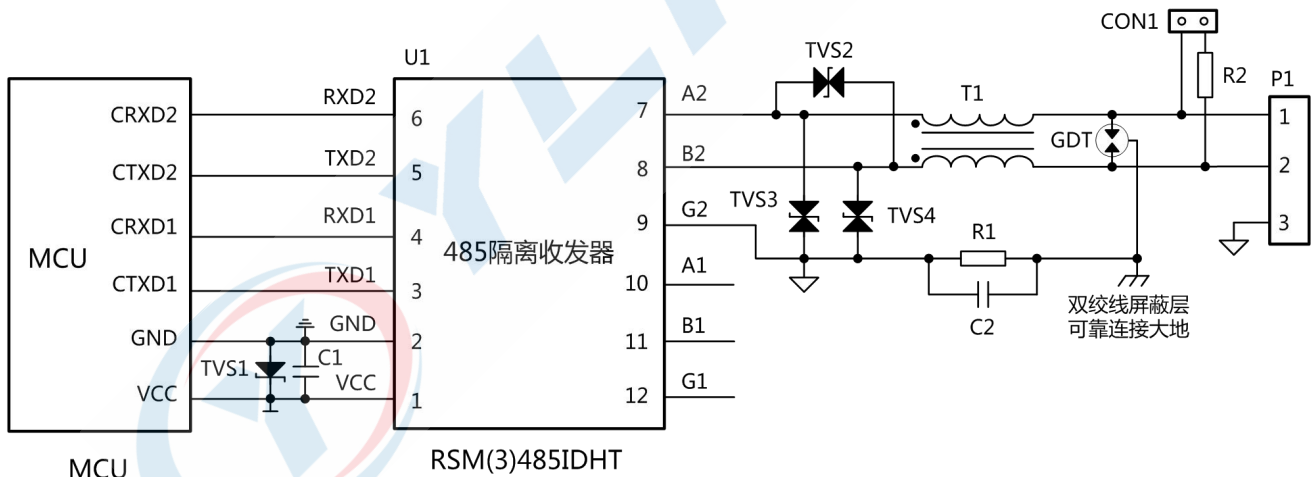 CON1
TVS2
U1
R2
P1
T1
CRXD2
RXD2
6
7
A2
1
GDT
CTXD2
TXD2
5
8
B2
2
TVS3
TVS4
CRXD1
RXD1
4
9
G2
3
R1
MCU
485隔离收发器
CTXD1
TXD1
3
10
A1
C2
双绞线屏蔽层
可靠连接大地
GND
GND
2
11
B1
TVS1
C1
VCC
VCC
1
12
G1
MCU
RSM(3)485IDHT
YL